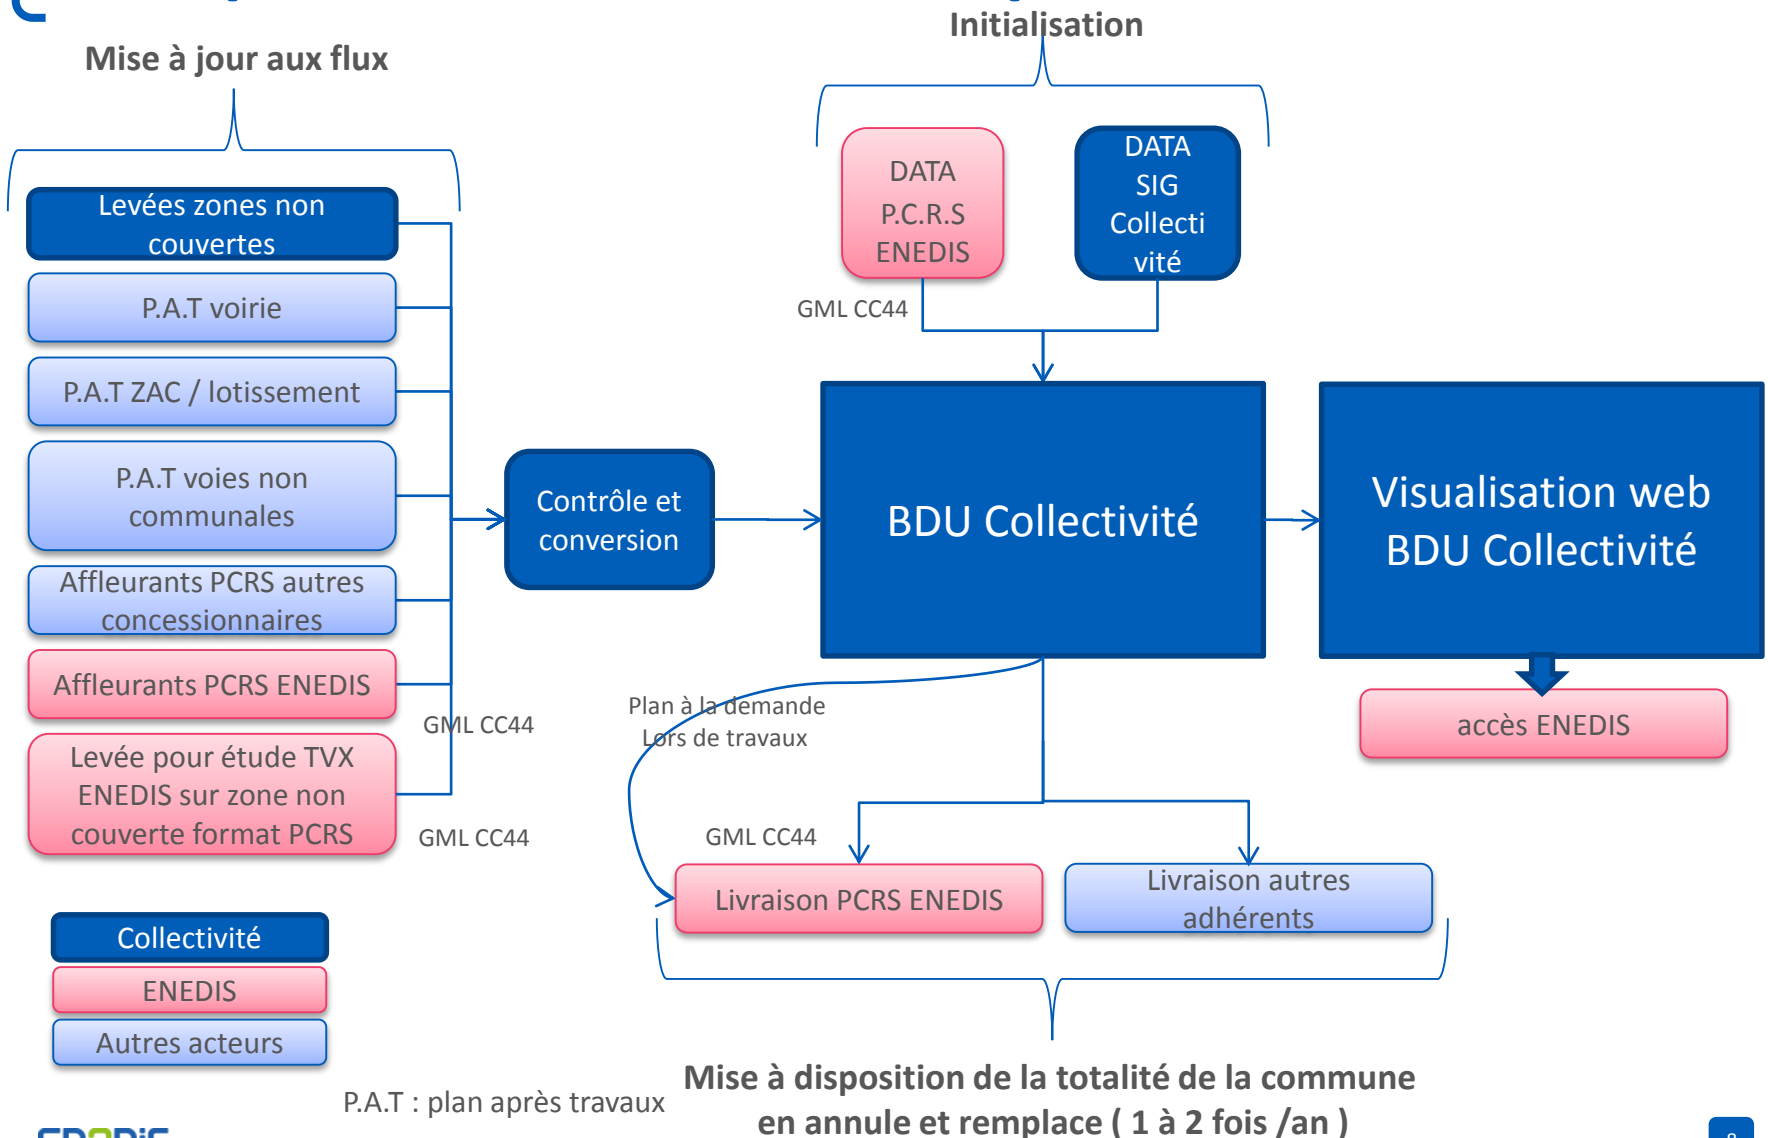 Initialisation
Mise à jour aux flux
DATA
P.C.R.S
ENEDIS
DATA
SIG
Collecti
vité
GML CC44
Levées zones non
couvertes
P.A.T voirie
P.A.T ZAC / lotissement
P.A.T voies non
communales
Affleurants PCRS autres
concessionnaires
Affleurants PCRS ENEDIS
GML CC44
Levée pour étude TVX
ENEDIS sur zone non
couverte format PCRS
GML CC44
Contrôle et
conversion
BDU Collectivité
Visualisation web
BDU Collectivité
accès ENEDIS
Plan à la demande
Lors de travaux
GML CC44
Livraison PCRS ENEDIS
Livraison autres
adhérents
Collectivité
ENEDIS
Autres acteurs
P.A.T : plan après travaux
Mise à disposition de la totalité de la commune
en annule et remplace ( 1 à 2 fois /an )